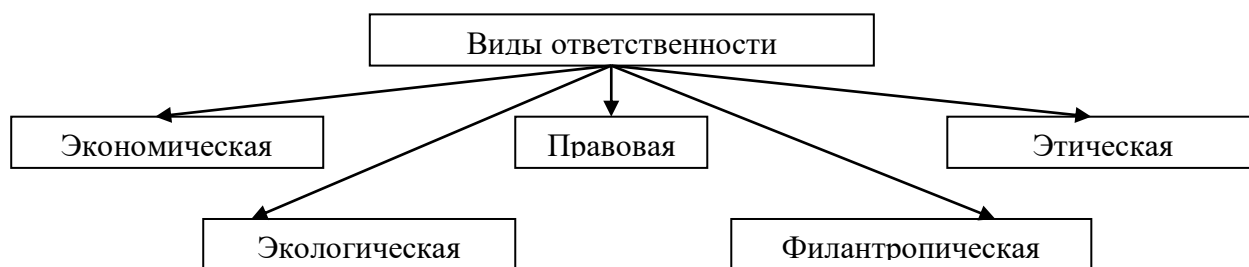 Виды ответственности
Экономическая
Правовая
Этическая
Экологическая
Филантропическая